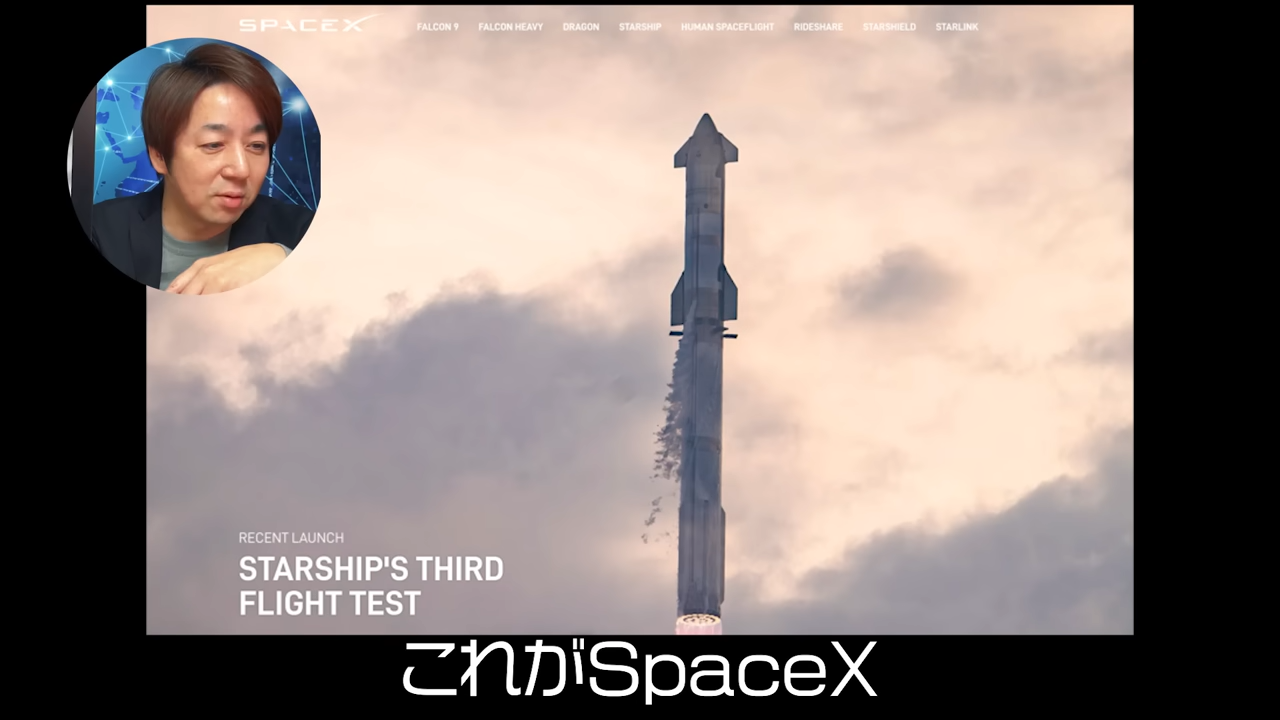 SPACEX
FALCON 9 FALCON HEAVY DRAGON STARSHIP HUMAN SPACEFLIGHT RIDESHARE STARSHIELD STARLINK
RECENT LAUNCH
STARSHIP'S THIRD
FLIGHT TEST
これがSpaceX